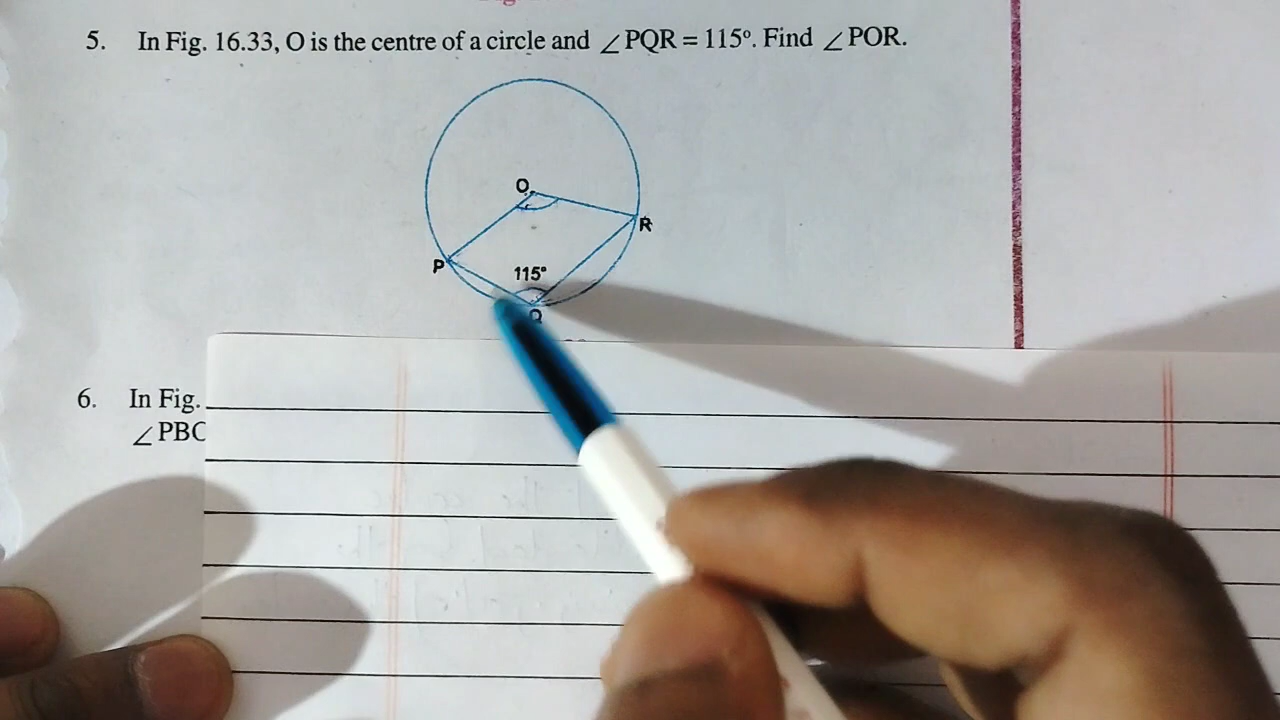 5. In Fig. 16.33, O is the centre of a circle and ∠PQR = 115°. Find ∠POR.
O
R
P
115°
Q
6. In Fig.
∠PBC